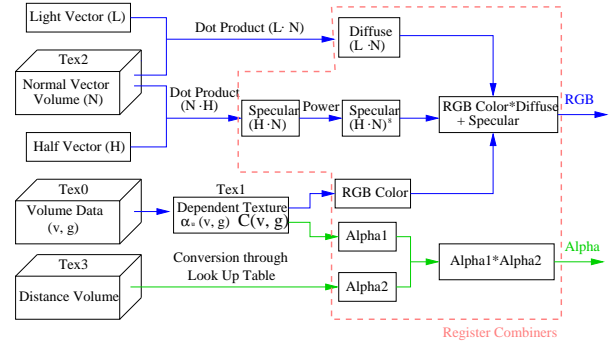 Light Vector (L)
Tex2
Normal Vector
Volume (N)
Half Vector (H)
Dot Product (L· N)
Dot Product
(N ·H)
Diffuse
(L ·N)
Specular
(H ·N)
Power
Specular
(H ·N)⁸
RGB Color*Diffuse
+ Specular
RGB
Tex0
Volume Data
(v, g)
Tex1
Dependent Texture
αᵤ (v, g) C(v, g)
RGB Color
Alpha1
Alpha2
Alpha1*Alpha2
Alpha
Tex3
Distance Volume
Conversion through
Look Up Table
Register Combiners